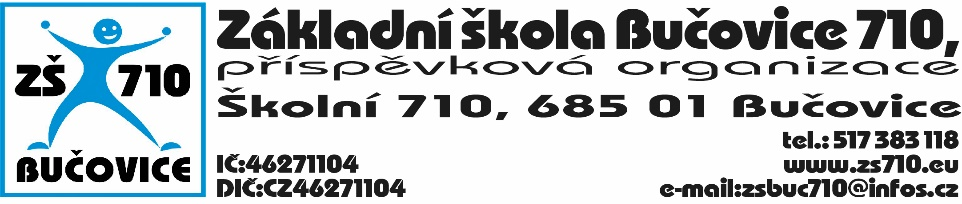 ZŠ 710
BUČOVICE
Základní škola Bučovice 710,
příspěvková organizace
Školní 710, 685 01 Bučovice
tel.: 517 383 118
IČ:46271104
www.zs710.eu
DIČ:CZ46271104
e-mail:zsbuc710@infos.cz